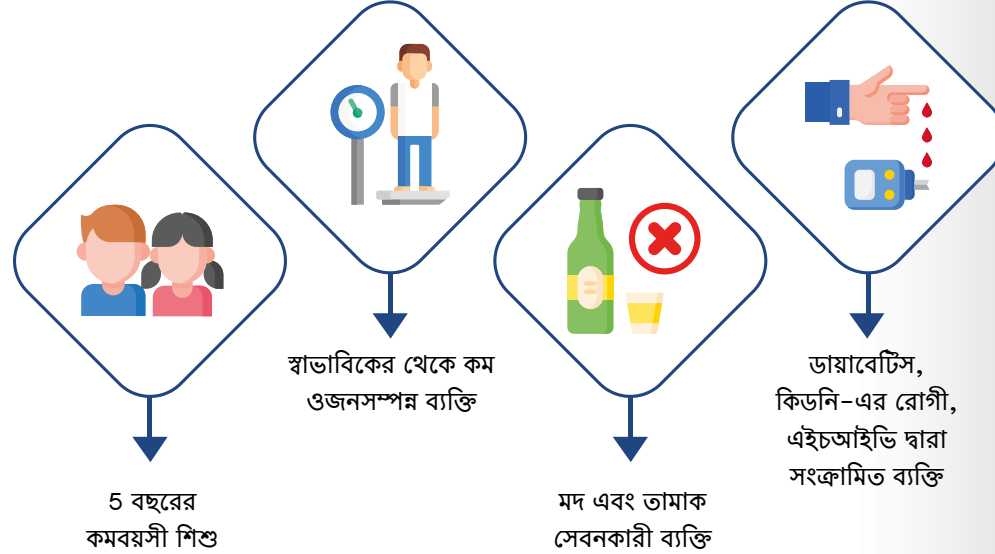 5 বছরের
কমবয়সী শিশু
স্বাভাবিকের থেকে কম
ওজনসম্পন্ন ব্যক্তি
মদ এবং তামাক
সেবনকারী ব্যক্তি
ডায়াবেটিস,
কিডনি-এর রোগী,
এইচআইভি দ্বারা
সংক্রামিত ব্যক্তি